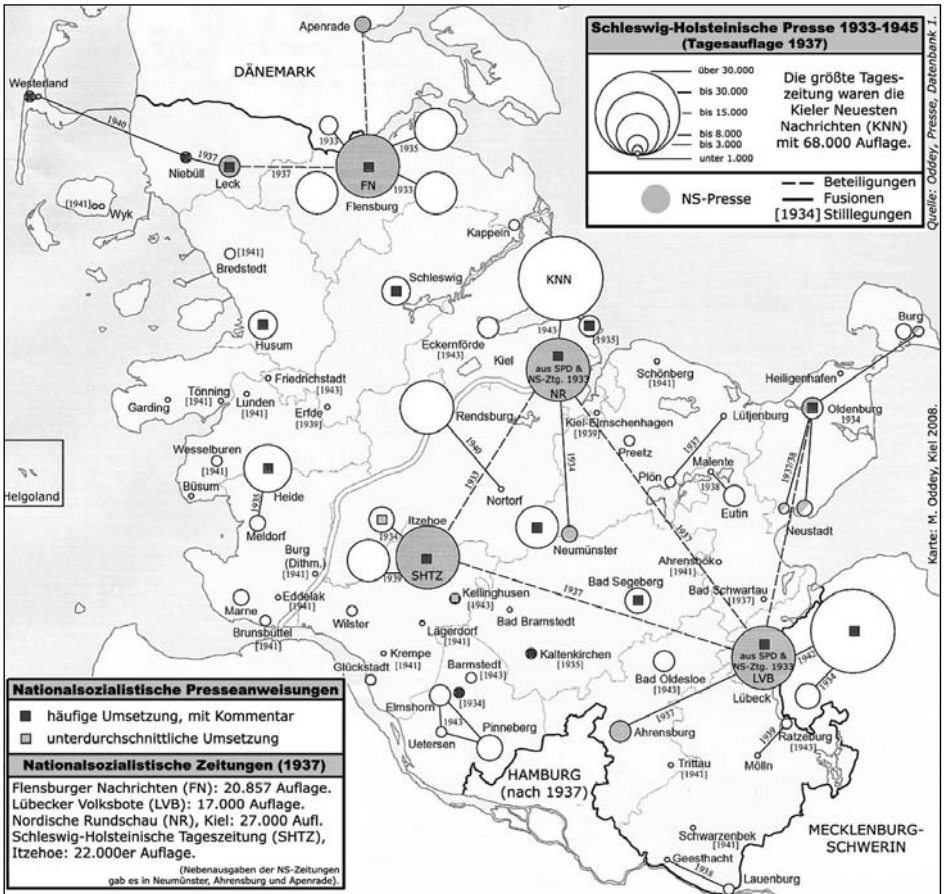 Apenrade
Schleswig-Holsteinische Presse 1933-1945
(Tagesauflage 1937)
über 30.000
bis 30.000
bis 15.000
bis 8.000
bis 3.000
unter 1.000
Die größte Tages-
zeitung waren die
Kieler Neuesten
Nachrichten (KNN)
mit 68.000 Auflage.
NS-Presse
Beteiligungen
Fusionen
[1934] Stilllegungen
Quelle: Oddey, Presse, Datenbank 1.
DÄNEMARK
Westerland
1940
1937
Niebüll
Leck
1937
1933
1935
FN
1933
Flensburg
[1941]
Wyk
Kappeln
[1941]
Bredstedt
Schleswig
KNN
Husum
Eckernförde
[1943]
1943
[1935]
Kiel
aus SPD &
NS-Ztg. 1933
NR
Schönberg
[1941]
Burg
Heiligenhafen
Friedrichstadt
[1943]
Tönning
[1941]
Garding
Lunden
[1941]
Erfde
[1939]
Rendsburg
Kiel-Elmschenhagen
[1939]
Preetz
Lütjenburg
Oldenburg
1934
Wesselburen
[1941]
Büsum
Helgoland
Heide
1935
Meldorf
1940
Nortorf
1933
1934
1937
Plön
Malente
1938
Eutin
1937/38
Neustadt
Itzehoe
1934
1939
SHTZ
Neumünster
1937
Burg
(Dithm.)
[1941]
Ahrensbök
[1941]
Karte: M. Oddey, Kiel 2008.
Marne
Eddelak
[1941]
Brunsbüttel
[1941]
Wilster
Kellinghusen
[1943]
Bad Bramstedt
1937
Bad Segeberg
Bad Schwartau
[1937]
Lägerdorf
[1941]
Krempe
[1941]
Glückstadt
Barmstedt
[1943]
Kaltenkirchen
[1935]
Bad Oldesloe
[1943]
aus SPD &
NS-Ztg. 1933
LVB
Lübeck
1942
1934
Elmshorn
[1934]
1943
Pinneberg
Uetersen
1937
Ahrensburg
Ratzeburg
[1943]
1939
Mölln
Trittau
[1941]
HAMBURG
(nach 1937)
MECKLENBURG-
SCHWERIN
Schwarzenbek
[1941]
Geesthacht
1938
Lauenburg
Nationalsozialistische Presseanweisungen
häufige Umsetzung, mit Kommentar
unterdurchschnittliche Umsetzung
Nationalsozialistische Zeitungen (1937)
Flensburger Nachrichten (FN): 20.857 Auflage.
Lübecker Volksbote (LVB): 17.000 Auflage.
Nordische Rundschau (NR), Kiel: 27.000 Aufl.
Schleswig-Holsteinische Tageszeitung (SHTZ),
Itzehoe: 22.000er Auflage.
(Nebenausgaben der NS-Zeitungen
gab es in Neumünster, Ahrensburg und Apenrade).